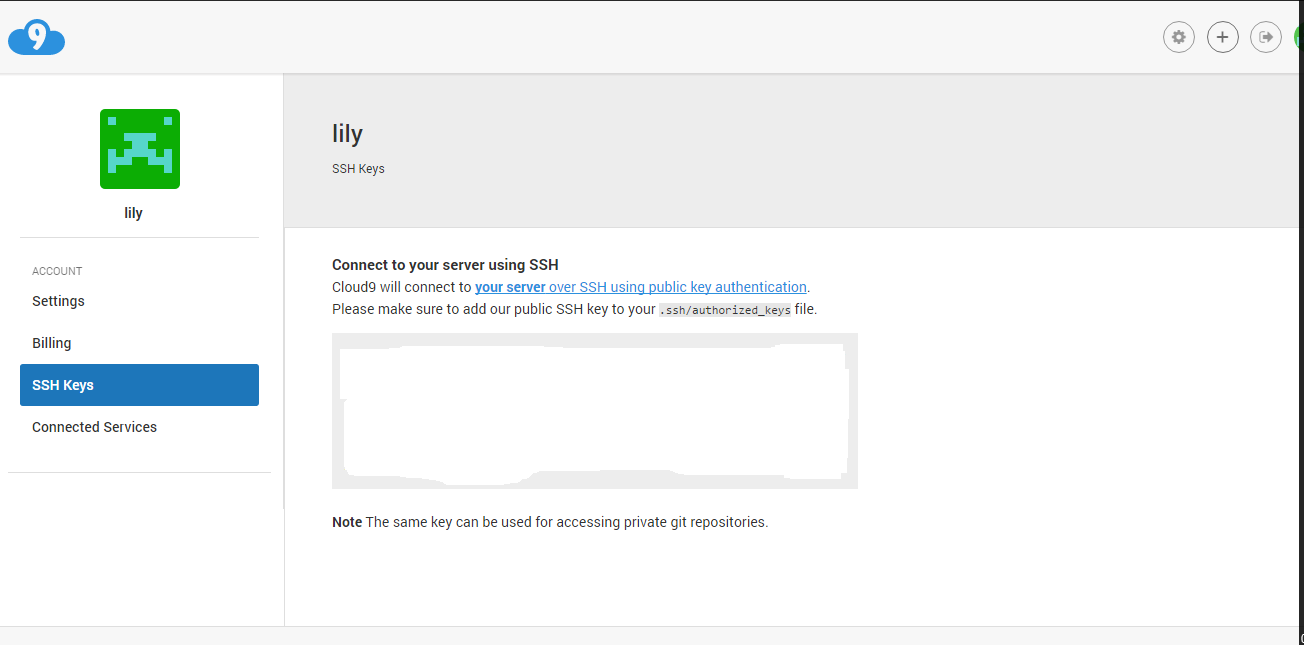 9
lily
SSH Keys
lily
ACCOUNT
Settings
Billing
SSH Keys
Connected Services
Connect to your server using SSH
Cloud9 will connect to your server over SSH using public key authentication.
Please make sure to add our public SSH key to your .ssh/authorized_keys file.
Note The same key can be used for accessing private git repositories.